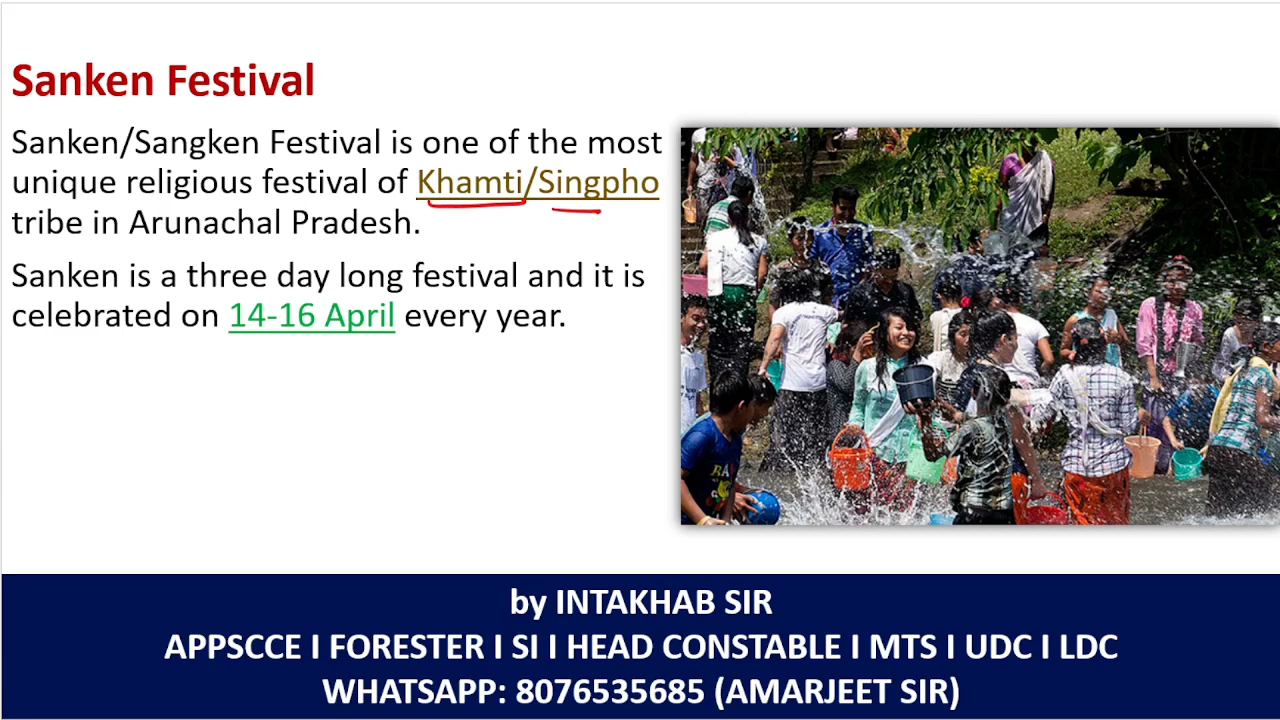 Sanken Festival
Sanken/Sangken Festival is one of the most
unique religious festival of Khamti/Singpho
tribe in Arunachal Pradesh.
Sanken is a three day long festival and it is
celebrated on 14-16 April every year.
by INTAKHAB SIR
APPSCCE I FORESTER I SI I HEAD CONSTABLE I MTS I UDC I LDC
WHATSAPP: 8076535685 (AMARJEET SIR)